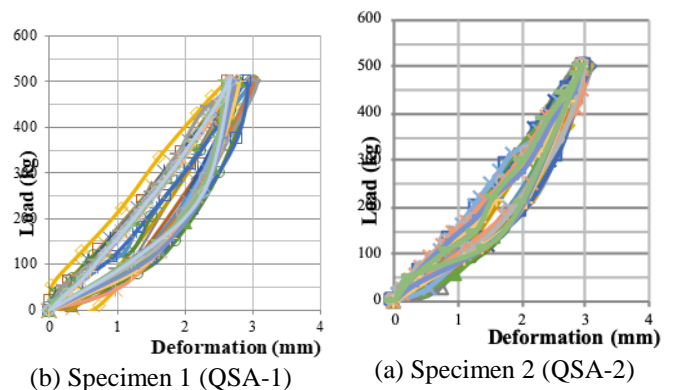 600
500
400
300
200
100
0
Load (kg)
0 1 2 3 4
Deformation (mm)
(b) Specimen 1 (QSA-1)
600
500
400
300
200
100
0
Load (kg)
0 1 2 3 4
Deformation (mm)
(a) Specimen 2 (QSA-2)